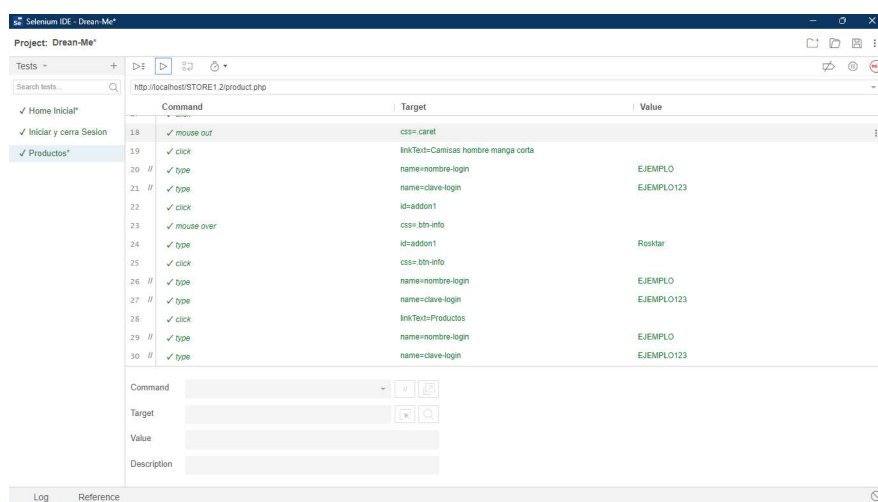 Selenium IDE - Drean-Me*
Project: Drean-Me*
Tests
Search tests...
http://localhost/STORE1.2/product.php
Command Target Value
✓ Home Inicial*
✓ Iniciar y cerra Sesion
✓ Productos*
18 ✓ mouse out css=.caret
19 ✓ click linkText=Camisas hombre manga corta
20 // ✓ type name=nombre-login EJEMPLO
21 // ✓ type name=clave-login EJEMPLO123
22 ✓ click id=addon1
23 ✓ mouse over css=.btn-info
24 ✓ type id=addon1 Rosktar
25 ✓ click css=.btn-info
26 // ✓ type name=nombre-login EJEMPLO
27 // ✓ type name=clave-login EJEMPLO123
28 ✓ click linkText=Productos
29 // ✓ type name=nombre-login EJEMPLO
30 // ✓ type name=clave-login EJEMPLO123
Command //
Target
Value
Description
Log Reference